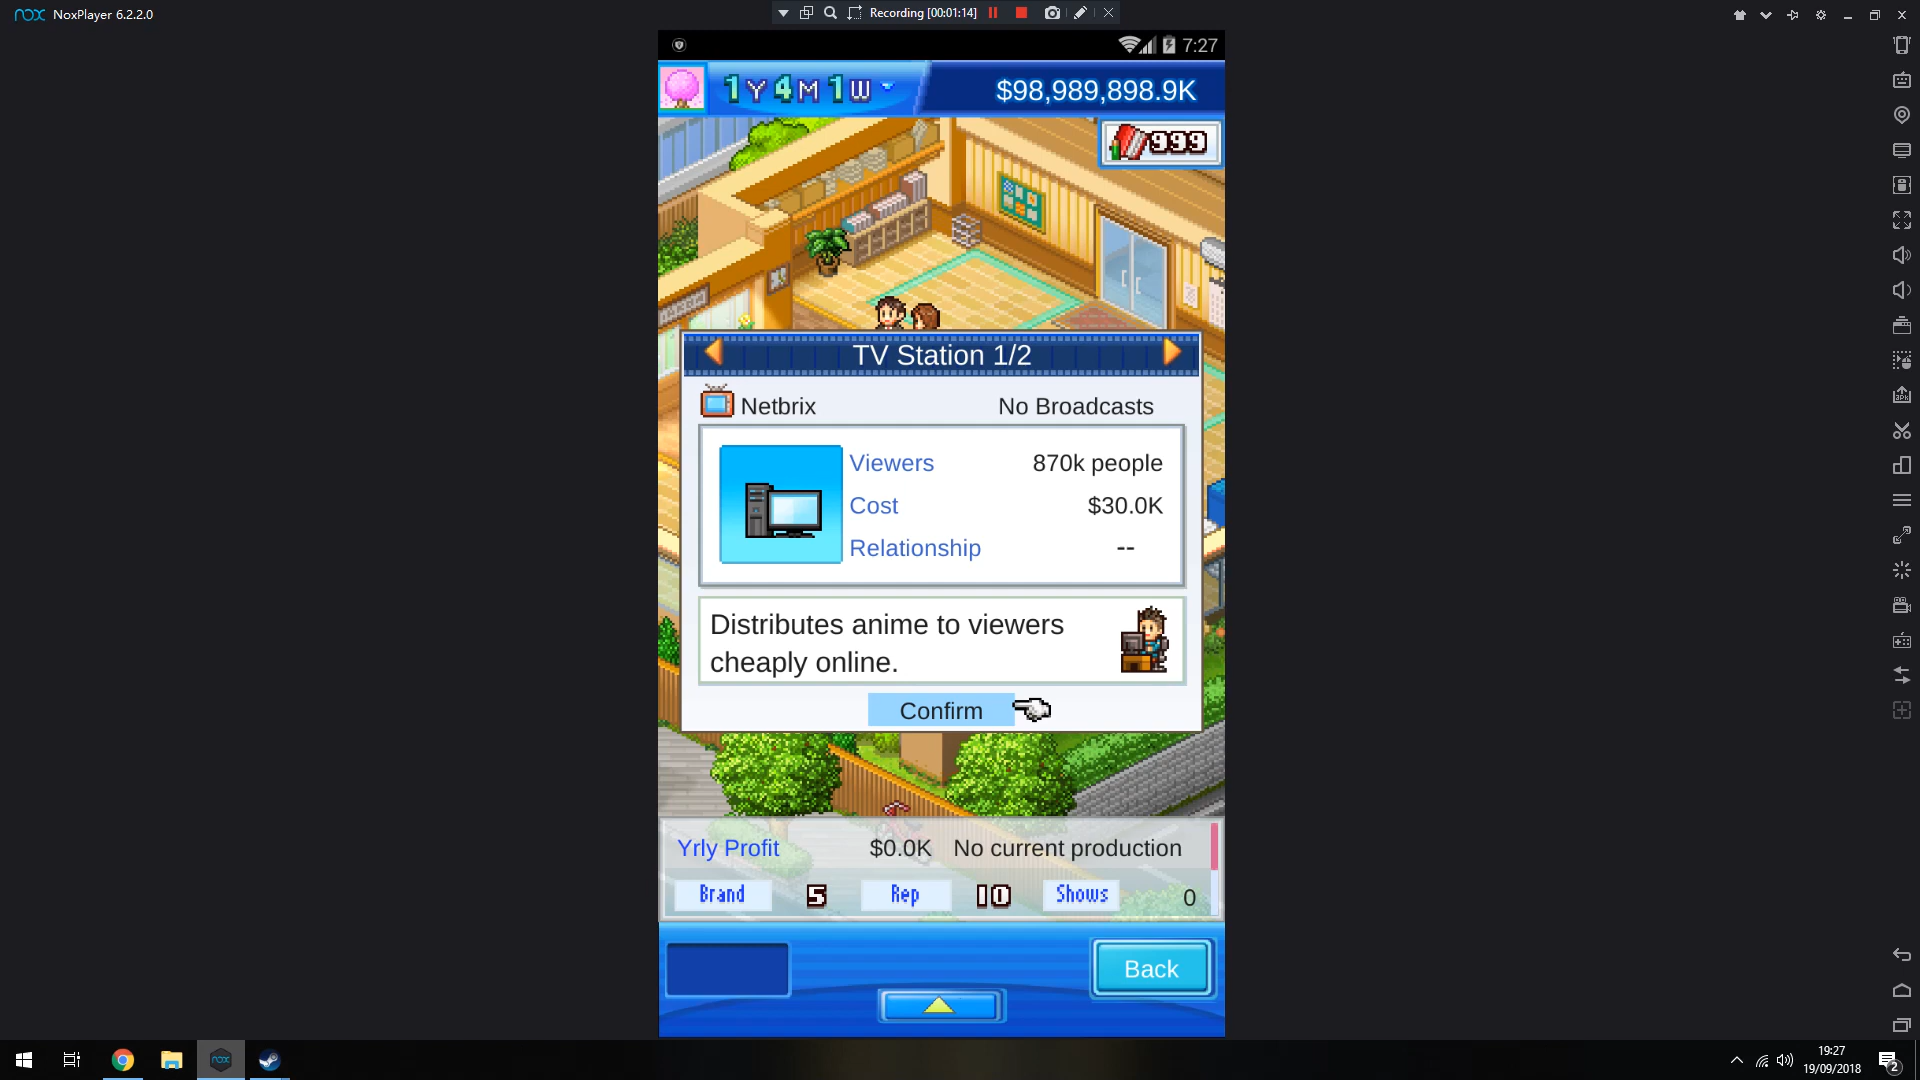 nox NoxPlayer 6.2.2.0
Recording [00:01:14]
7:27
1Y 4M 1W
$98,989,898.9K
999
TV Station 1/2
Netbrix
No Broadcasts
Viewers
870k people
Cost
$30.0K
Relationship
--
Distributes anime to viewers
cheaply online.
Confirm
Yrly Profit
$0.0K
No current production
Brand
5
Rep
10
Shows
0
Back
nox
19:27
19/09/2018
2